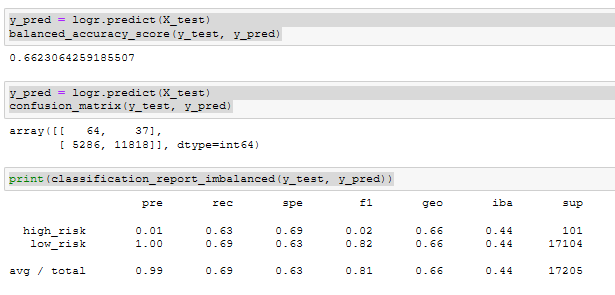 y_pred = logr.predict(X_test)
balanced_accuracy_score(y_test, y_pred)
0.6623064259185507
y_pred = logr.predict(X_test)
confusion_matrix(y_test, y_pred)
array([[   64,    37],
       [ 5286, 11818]], dtype=int64)
print(classification_report_imbalanced(y_test, y_pred))
pre rec spe f1 geo iba sup
high_risk 0.01 0.63 0.69 0.02 0.66 0.44 101
low_risk 1.00 0.69 0.63 0.82 0.66 0.44 17104
avg / total 0.99 0.69 0.63 0.81 0.66 0.44 17205